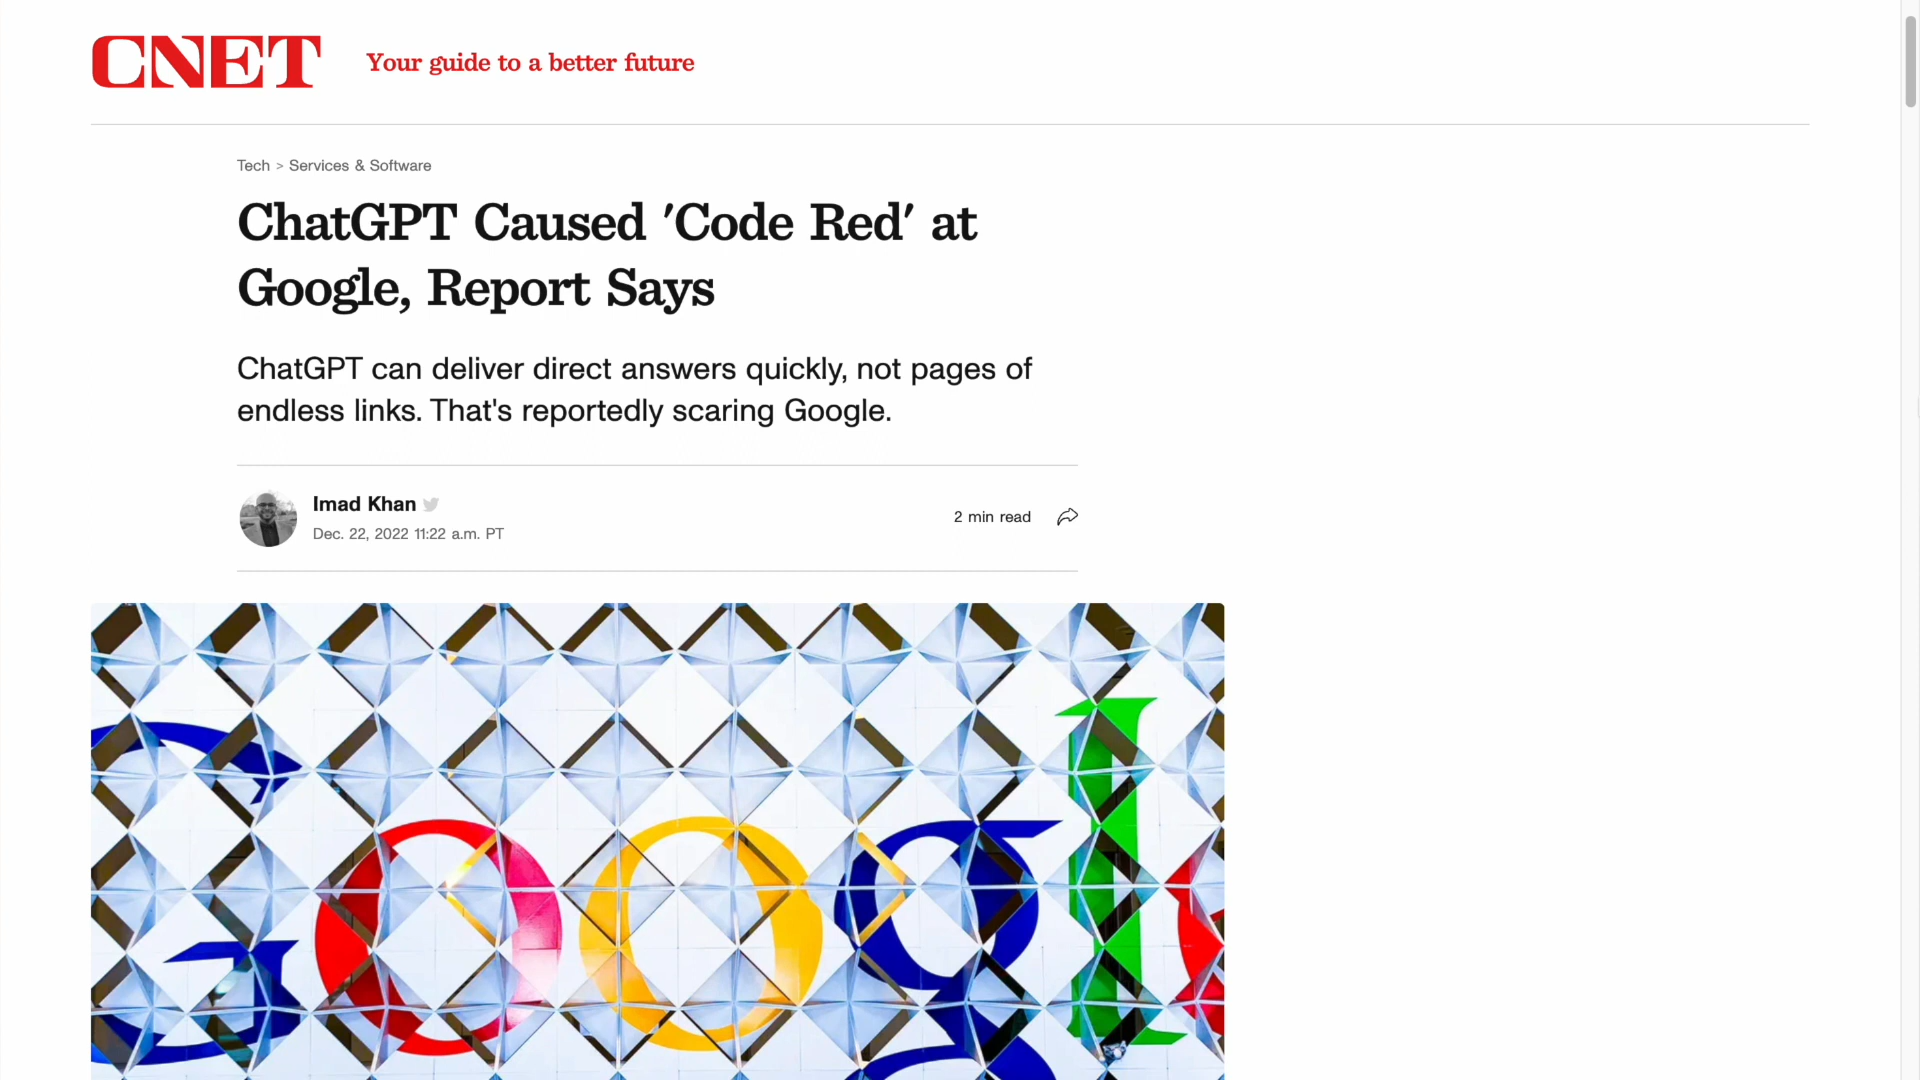 CNET
Your guide to a better future
Tech > Services & Software
ChatGPT Caused 'Code Red' at
Google, Report Says
ChatGPT can deliver direct answers quickly, not pages of
endless links. That's reportedly scaring Google.
Imad Khan
Dec. 22, 2022 11:22 a.m. PT
2 min read
Google